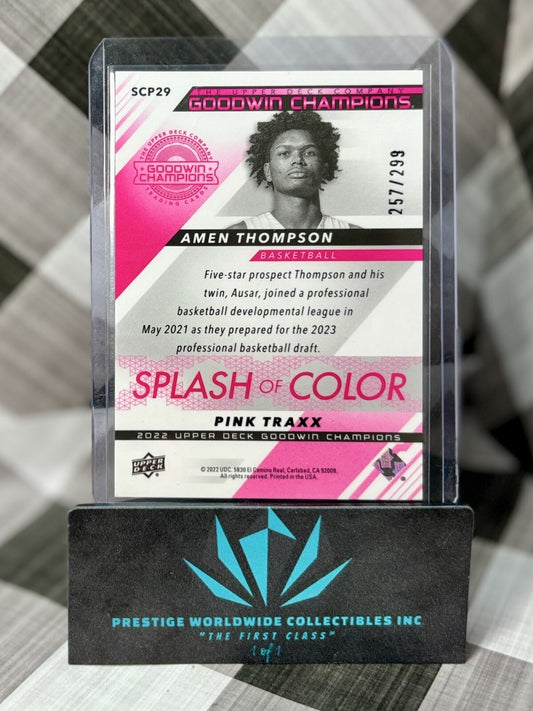 SCP29
THE UPPER DECK COMPANY
GOODWIN CHAMPIONS
THE UPPER DECK COMPANY
GOODWIN
CHAMPIONS
TRADING CARDS
257/299
AMEN THOMPSON
BASKETBALL
Five-star prospect Thompson and his
twin, Ausar, joined a professional
basketball developmental league in
May 2021 as they prepared for the 2023
professional basketball draft.
SPLASH OF COLOR
PINK TRAXX
2022 UPPER DECK GOODWIN CHAMPIONS
UPPER
DECK
© 2022 UDC. 5830 El Camino Real, Carlsbad, CA 92008.
All rights reserved. Printed in the USA.
PRESTIGE WORLDWIDE COLLECTIBLES INC
"THE FIRST CLASS"
1 of 1